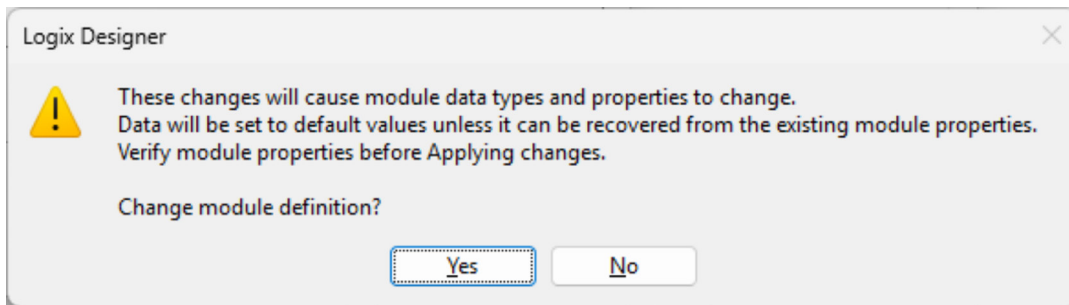 Logix Designer
These changes will cause module data types and properties to change.
Data will be set to default values unless it can be recovered from the existing module properties.
Verify module properties before Applying changes.
Change module definition?
Yes
No